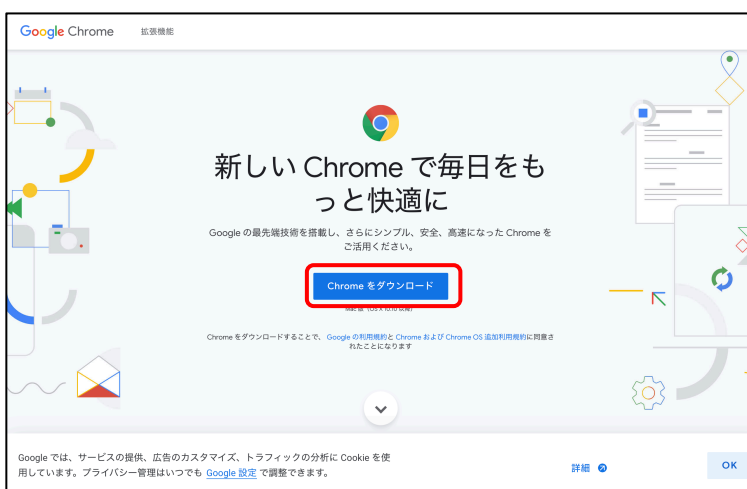 Google Chrome 拡張機能
新しい Chrome で毎日をも
っと快適に
Google の最先端技術を搭載し、さらにシンプル、安全、高速になった Chrome を
ご活用ください。
Chrome をダウンロード
Mac 版（OS X 10.10 以降）
Chrome をダウンロードすることで、 Google の利用規約と Chrome および Chrome OS 追加利用規約に同意さ
れたことになります
Google では、サービスの提供、広告のカスタマイズ、トラフィックの分析に Cookie を使
用しています。プライバシー管理はいつでも Google 設定 で調整できます。
詳細
OK